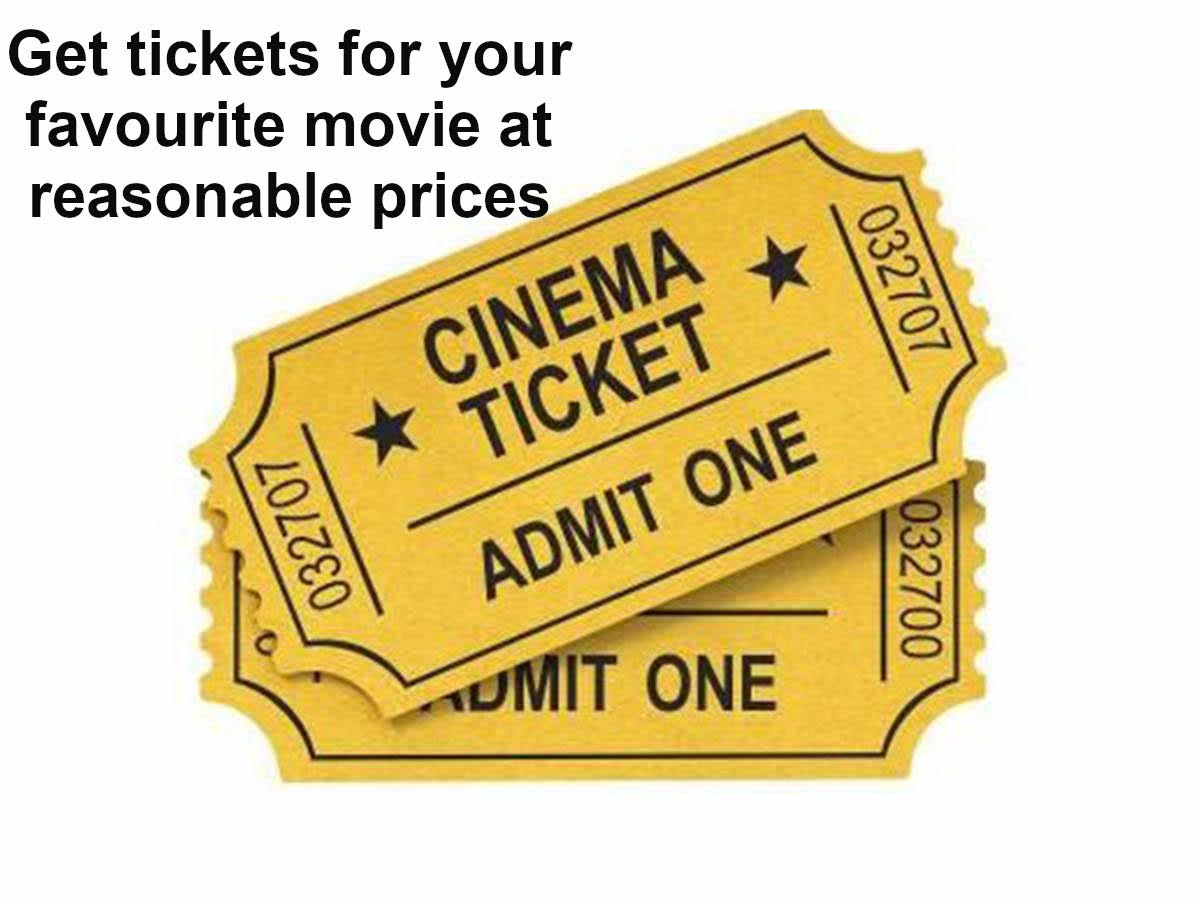 Get tickets for your
favourite movie at
reasonable prices
CINEMA
TICKET
ADMIT ONE
032707
032707
ADMIT ONE
032700